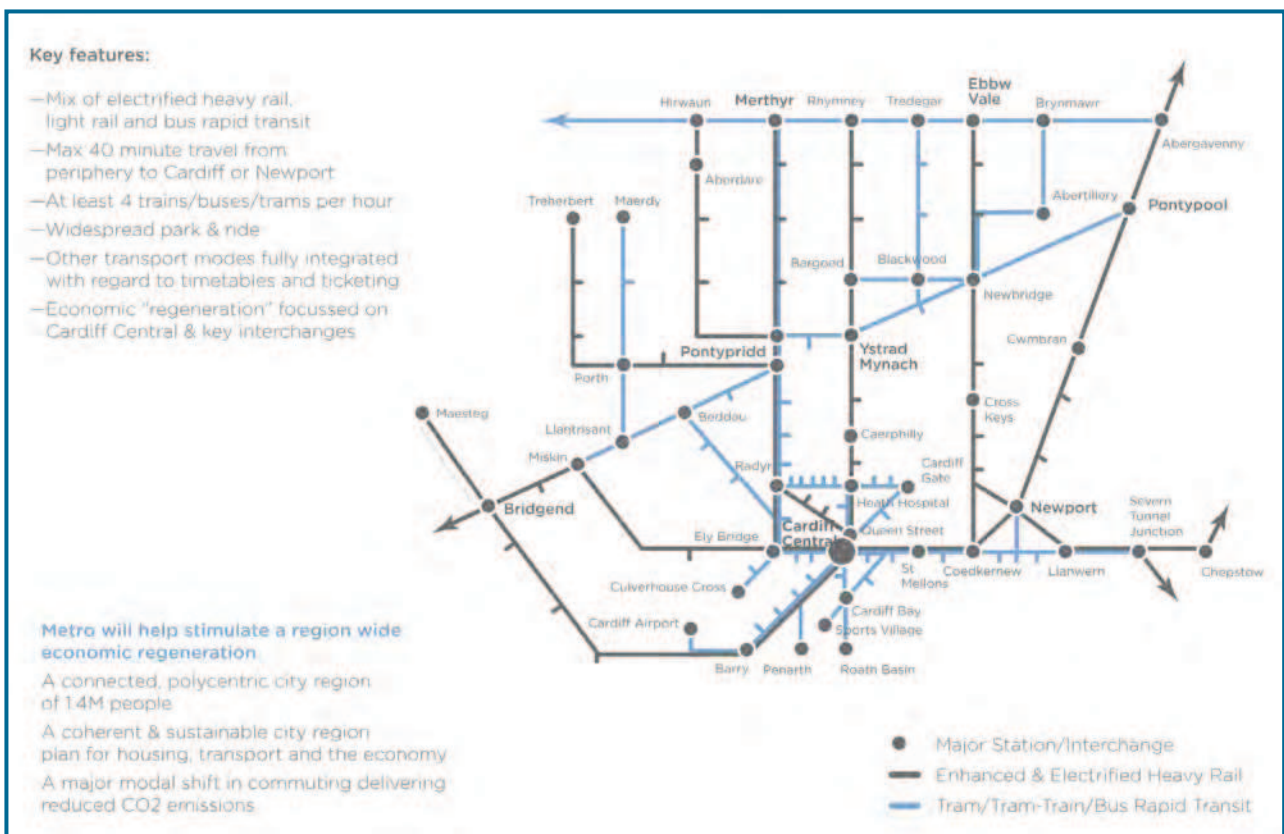 Key features:
—Mix of electrified heavy rail,
light rail and bus rapid transit
—Max 40 minute travel from
periphery to Cardiff or Newport
—At least 4 trains/buses/trams per hour
—Widespread park & ride
—Other transport modes fully integrated
with regard to timetables and ticketing
—Economic "regeneration" focussed on
Cardiff Central & key interchanges
Hirwaun
Merthyr
Rhymney
Tredegar
Ebbw
Vale
Brynmawr
Abergavenny
Aberdare
Treherbert
Maerdy
Abertillery
Pontypool
Bargoed
Blackwood
Newbridge
Pontypridd
Ystrad
Mynach
Cwmbran
Porth
Maesteg
Beddau
Cross
Keys
Llantrisant
Caerphilly
Miskin
Radyr
Cardiff
Gate
Heath Hospital
Bridgend
Newport
Severn
Tunnel
Junction
Ely Bridge
Cardiff
Central
Queen Street
St
Mellons
Coedkernew
Llanwern
Chepstow
Culverhouse Cross
Cardiff Bay
Cardiff Airport
Sports Village
Barry
Penarth
Roath Basin
Metro will help stimulate a region wide
economic regeneration
A connected, polycentric city region
of 1.4M people
A coherent & sustainable city region
plan for housing, transport and the economy
A major modal shift in commuting delivering
reduced CO2 emissions
Major Station/Interchange
Enhanced & Electrified Heavy Rail
Tram/Tram-Train/Bus Rapid Transit